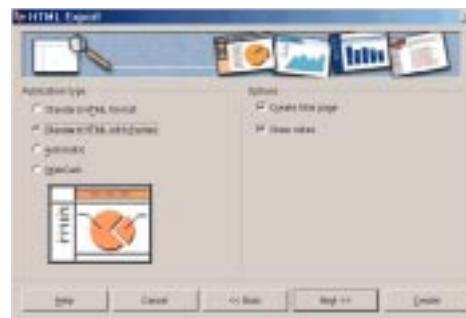 HTML Export
Publication type
Standard HTML format
Standard HTML with frames
Automatic
WebCast
Options
Create title page
Show notes
Help
Cancel
<< Back
Next >>
Create